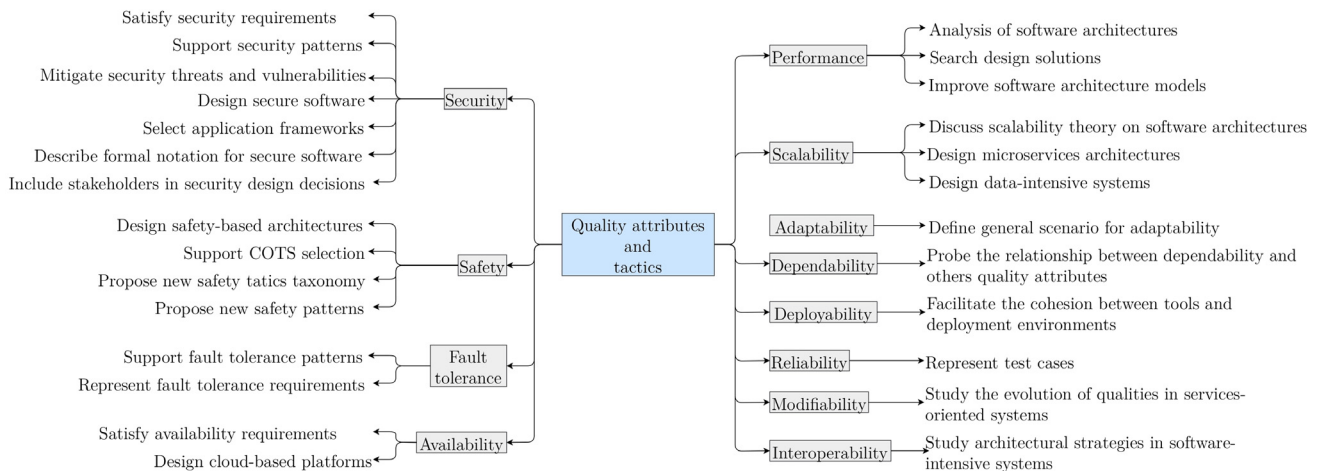 Satisfy security requirements
Support security patterns
Mitigate security threats and vulnerabilities
Design secure software
Select application frameworks
Describe formal notation for secure software
Include stakeholders in security design decisions
Security
Design safety-based architectures
Support COTS selection
Propose new safety tatics taxonomy
Propose new safety patterns
Safety
Support fault tolerance patterns
Represent fault tolerance requirements
Fault
tolerance
Satisfy availability requirements
Design cloud-based platforms
Availability
Quality attributes
and
tactics
Performance
Analysis of software architectures
Search design solutions
Improve software architecture models
Scalability
Discuss scalability theory on software architectures
Design microservices architectures
Design data-intensive systems
Adaptability
Define general scenario for adaptability
Dependability
Probe the relationship between dependability and
others quality attributes
Deployability
Facilitate the cohesion between tools and
deployment environments
Reliability
Represent test cases
Modifiability
Study the evolution of qualities in services-
oriented systems
Interoperability
Study architectural strategies in software-
intensive systems